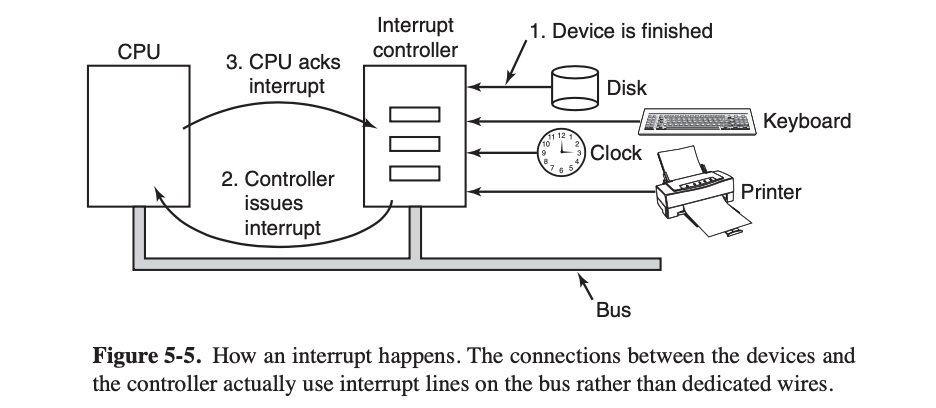 CPU
3. CPU acks
interrupt
Interrupt
controller
1. Device is finished
Disk
Keyboard
11 12 1
10 2
9 3
8 4
7 6 5
Clock
2. Controller
issues
interrupt
Printer
Bus
Figure 5-5. How an interrupt happens. The connections between the devices and
the controller actually use interrupt lines on the bus rather than dedicated wires.